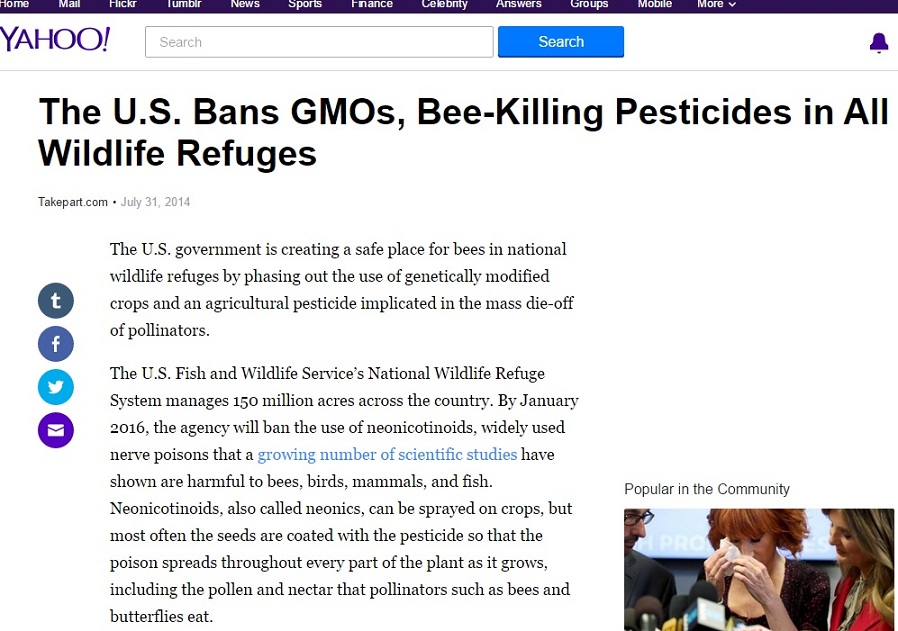 Home Mail Flickr Tumblr News Sports Finance Celebrity Answers Groups Mobile More
YAHOO!
Search Search
The U.S. Bans GMOs, Bee-Killing Pesticides in All
Wildlife Refuges
Takepart.com • July 31, 2014
The U.S. government is creating a safe place for bees in national
wildlife refuges by phasing out the use of genetically modified
crops and an agricultural pesticide implicated in the mass die-off
of pollinators.
t
f
The U.S. Fish and Wildlife Service’s National Wildlife Refuge
System manages 150 million acres across the country. By January
2016, the agency will ban the use of neonicotinoids, widely used
nerve poisons that a growing number of scientific studies have
shown are harmful to bees, birds, mammals, and fish.
Neonicotinoids, also called neonics, can be sprayed on crops, but
most often the seeds are coated with the pesticide so that the
poison spreads throughout every part of the plant as it grows,
including the pollen and nectar that pollinators such as bees and
butterflies eat.
Popular in the Community